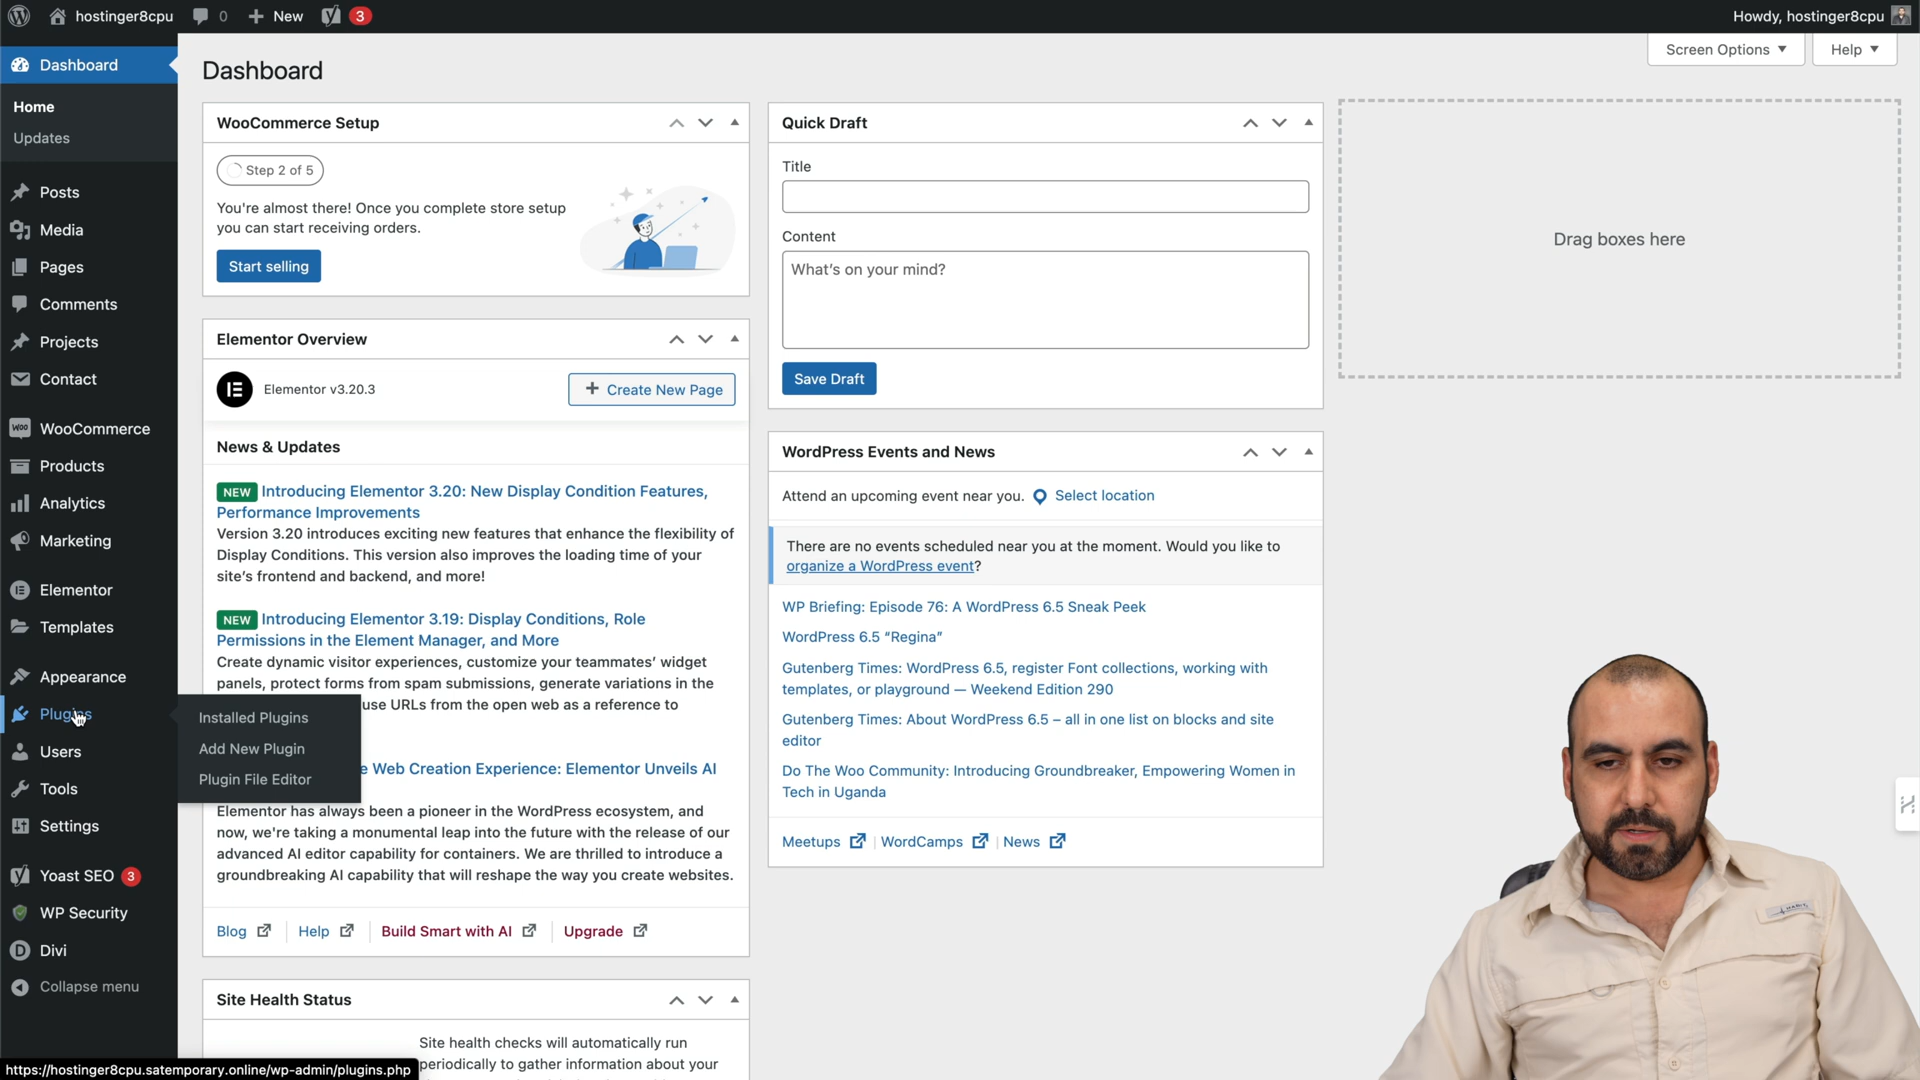 hostinger8cpu 0 New 3 Howdy, hostinger8cpu
Screen Options Help
Dashboard
Home
Updates
Posts
Media
Pages
Comments
Projects
Contact
WooCommerce
Products
Analytics
Marketing
Elementor
Templates
Appearance
Plugins
Users
Tools
Settings
Yoast SEO 3
WP Security
Divi
Collapse menu
Installed Plugins
Add New Plugin
Plugin File Editor
Dashboard
WooCommerce Setup
Step 2 of 5
You're almost there! Once you complete store setup
you can start receiving orders.
Start selling
Elementor Overview
Elementor v3.20.3
Create New Page
News & Updates
NEW Introducing Elementor 3.20: New Display Condition Features,
Performance Improvements
Version 3.20 introduces exciting new features that enhance the flexibility of
Display Conditions. This version also improves the loading time of your
site's frontend and backend, and more!
NEW Introducing Elementor 3.19: Display Conditions, Role
Permissions in the Element Manager, and More
Create dynamic visitor experiences, customize your teammates' widget
panels, protect forms from spam submissions, generate variations in the
use URLs from the open web as a reference to
e Web Creation Experience: Elementor Unveils AI
Elementor has always been a pioneer in the WordPress ecosystem, and
now, we're taking a monumental leap into the future with the release of our
advanced AI editor capability for containers. We are thrilled to introduce a
groundbreaking AI capability that will reshape the way you create websites.
Blog Help Build Smart with AI Upgrade
Site Health Status
Site health checks will automatically run
periodically to gather information about your
Quick Draft
Title
Content
What's on your mind?
Save Draft
WordPress Events and News
Attend an upcoming event near you. Select location
There are no events scheduled near you at the moment. Would you like to
organize a WordPress event?
WP Briefing: Episode 76: A WordPress 6.5 Sneak Peek
WordPress 6.5 “Regina”
Gutenberg Times: WordPress 6.5, register Font collections, working with
templates, or playground — Weekend Edition 290
Gutenberg Times: About WordPress 6.5 – all in one list on blocks and site
editor
Do The Woo Community: Introducing Groundbreaker, Empowering Women in
Tech in Uganda
Meetups WordCamps News
Drag boxes here
https://hostinger8cpu.satemporary.online/wp-admin/plugins.php